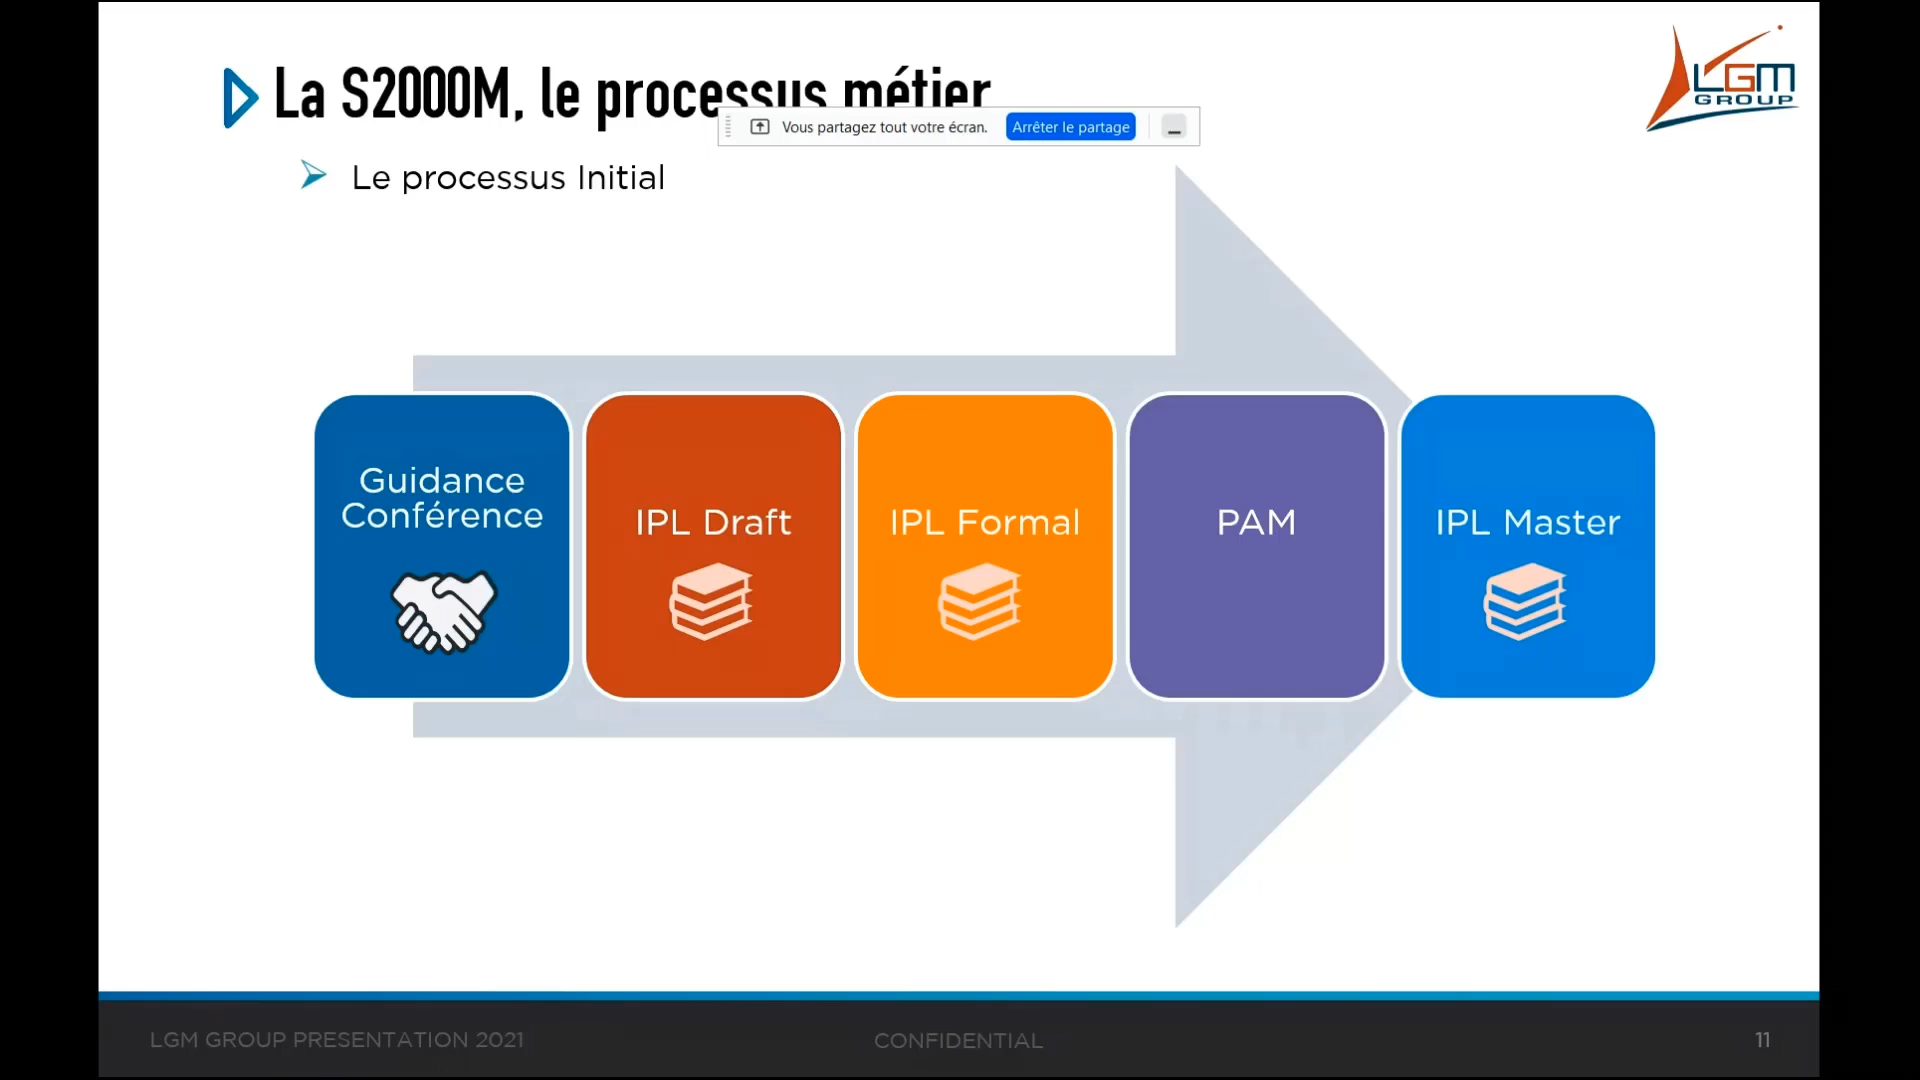 La S2000M, le processus métier
LGM
GROUP
Vous partagez tout votre écran.
Arrêter le partage
Le processus Initial
Guidance
Conférence
IPL Draft
IPL Formal
PAM
IPL Master
LGM GROUP PRESENTATION 2021
CONFIDENTIAL
11